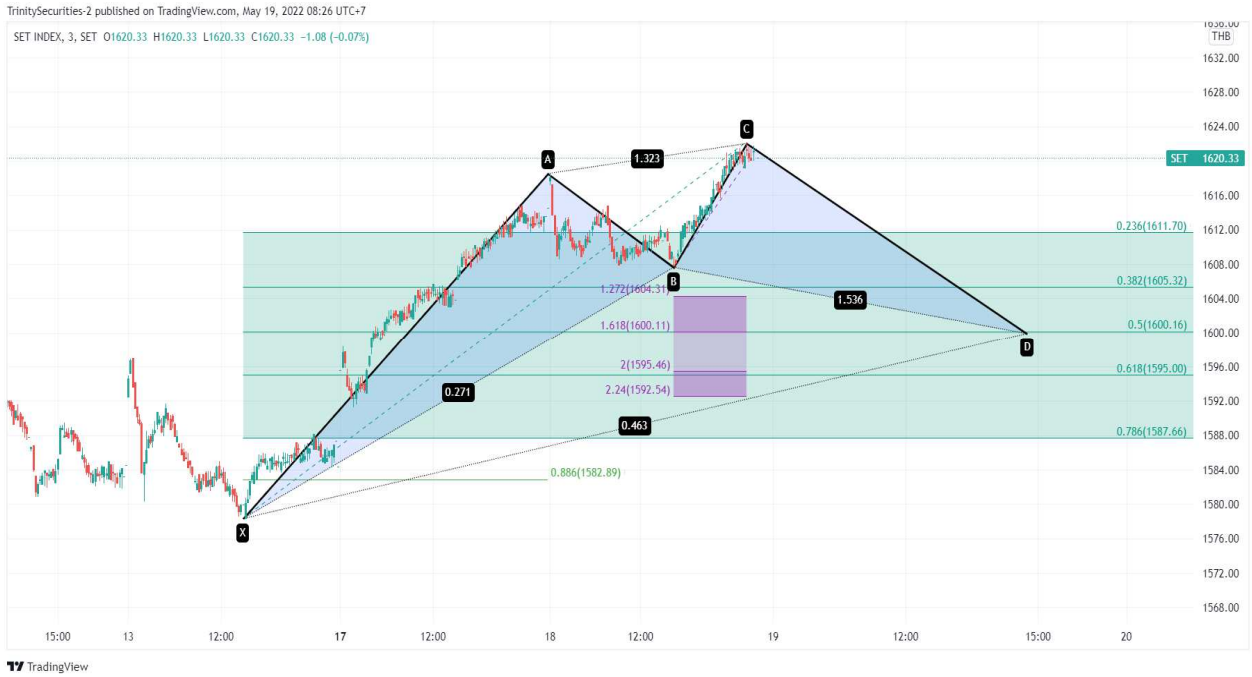 TrinitySecurities-2 published on TradingView.com, May 19, 2022 08:26 UTC+7
SET INDEX, 3, SET O1620.33 H1620.33 L1620.33 C1620.33 −1.08 (−0.07%)
1636.00
THB
1632.00
1628.00
1624.00
SET 1620.33
1616.00
1612.00
1608.00
1604.00
1600.00
1596.00
1592.00
1588.00
1584.00
1580.00
1576.00
1572.00
1568.00
C
A
1.323
0.236(1611.70)
B
0.382(1605.32)
1.272(1604.31)
1.536
1.618(1600.11)
0.5(1600.16)
D
2(1595.46)
0.618(1595.00)
2.24(1592.54)
0.271
0.463
0.786(1587.66)
0.886(1582.89)
X
15:00 13 12:00 17 12:00 18 12:00 19 12:00 15:00 20
TradingView